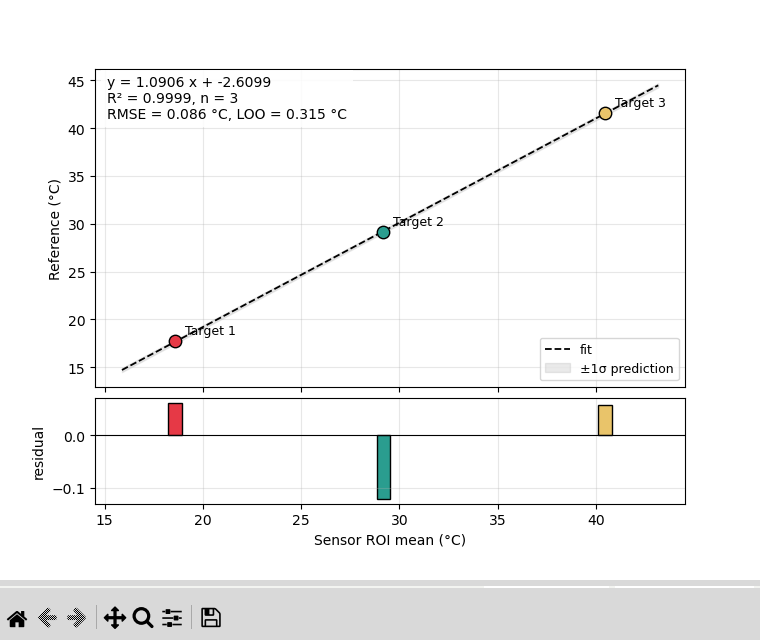 y = 1.0906 x + -2.6099
R² = 0.9999, n = 3
RMSE = 0.086 °C, LOO = 0.315 °C
Target 3
Target 2
Target 1
45
40
35
30
25
20
15
Reference (°C)
fit
±1σ prediction
0.0
−0.1
residual
15
20
25
30
35
40
Sensor ROI mean (°C)